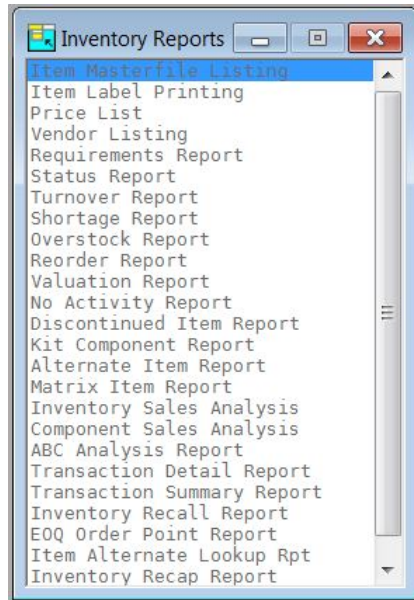 Inventory Reports
Item Masterfile Listing
Item Label Printing
Price List
Vendor Listing
Requirements Report
Status Report
Turnover Report
Shortage Report
Overstock Report
Reorder Report
Valuation Report
No Activity Report
Discontinued Item Report
Kit Component Report
Alternate Item Report
Matrix Item Report
Inventory Sales Analysis
Component Sales Analysis
ABC Analysis Report
Transaction Detail Report
Transaction Summary Report
Inventory Recall Report
EOQ Order Point Report
Item Alternate Lookup Rpt
Inventory Recap Report